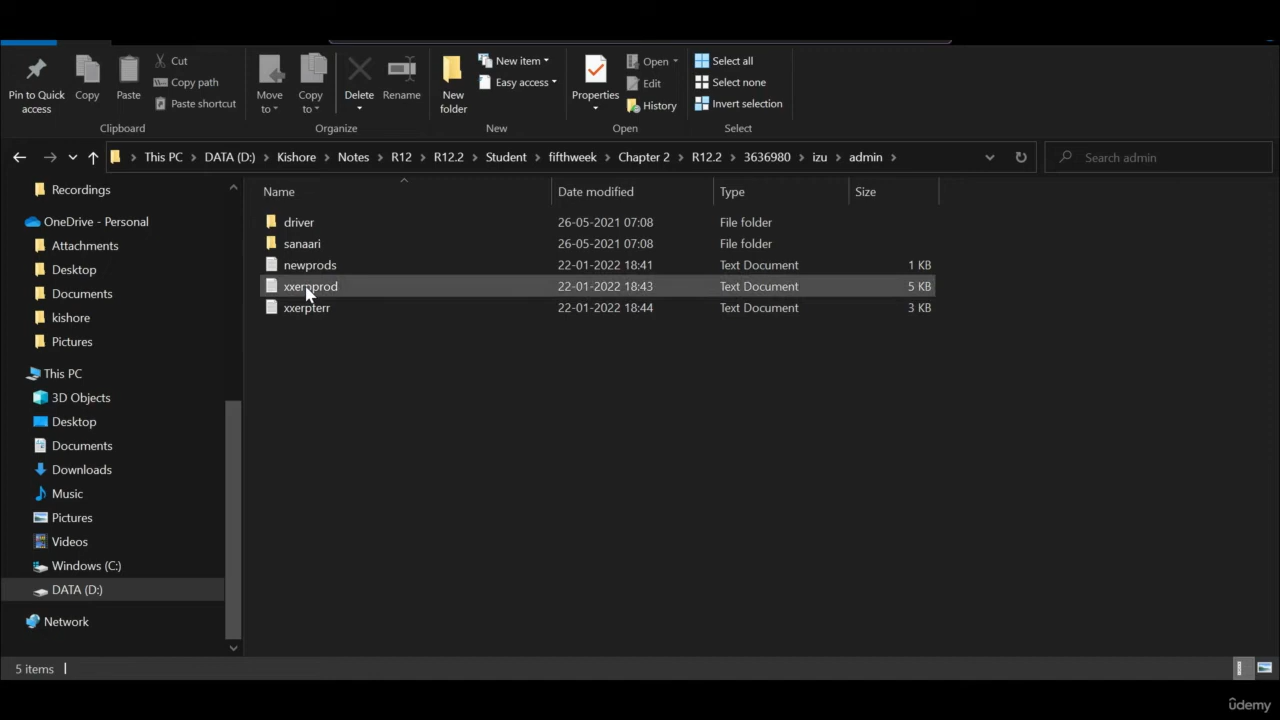 Pin to Quick access
Copy
Paste
Cut
Copy path
Paste shortcut
Clipboard
Move to
Copy to
Delete
Rename
Organize
New folder
New item
Easy access
New
Properties
Open
Edit
History
Open
Select all
Select none
Invert selection
Select
This PC > DATA (D:) > Kishore > Notes > R12 > R12.2 > Student > fifthweek > Chapter 2 > R12.2 > 3636980 > izu > admin >
Search admin
Recordings
OneDrive - Personal
Attachments
Desktop
Documents
kishore
Pictures
This PC
3D Objects
Desktop
Documents
Downloads
Music
Pictures
Videos
Windows (C:)
DATA (D:)
Network
Name Date modified Type Size
driver 26-05-2021 07:08 File folder
sanaari 26-05-2021 07:08 File folder
newprods 22-01-2022 18:41 Text Document 1 KB
xxerpprod 22-01-2022 18:43 Text Document 5 KB
xxerpterr 22-01-2022 18:44 Text Document 3 KB
5 items
ûdemy